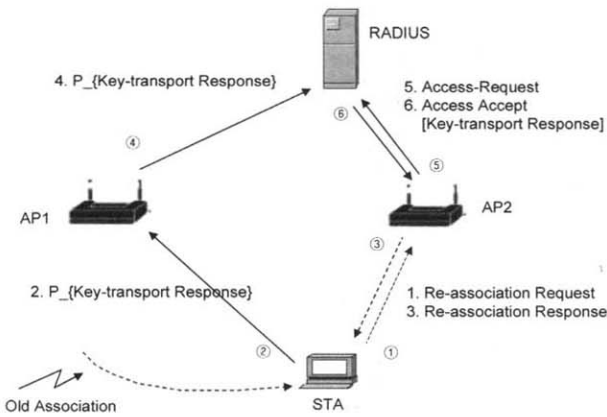 RADIUS
4. P_{Key-transport Response}
5. Access-Request
6. Access Accept
[Key-transport Response]
⑥
④
⑤
AP1
AP2
③
2. P_{Key-transport Response}
1. Re-association Request
3. Re-association Response
②
①
Old Association
STA